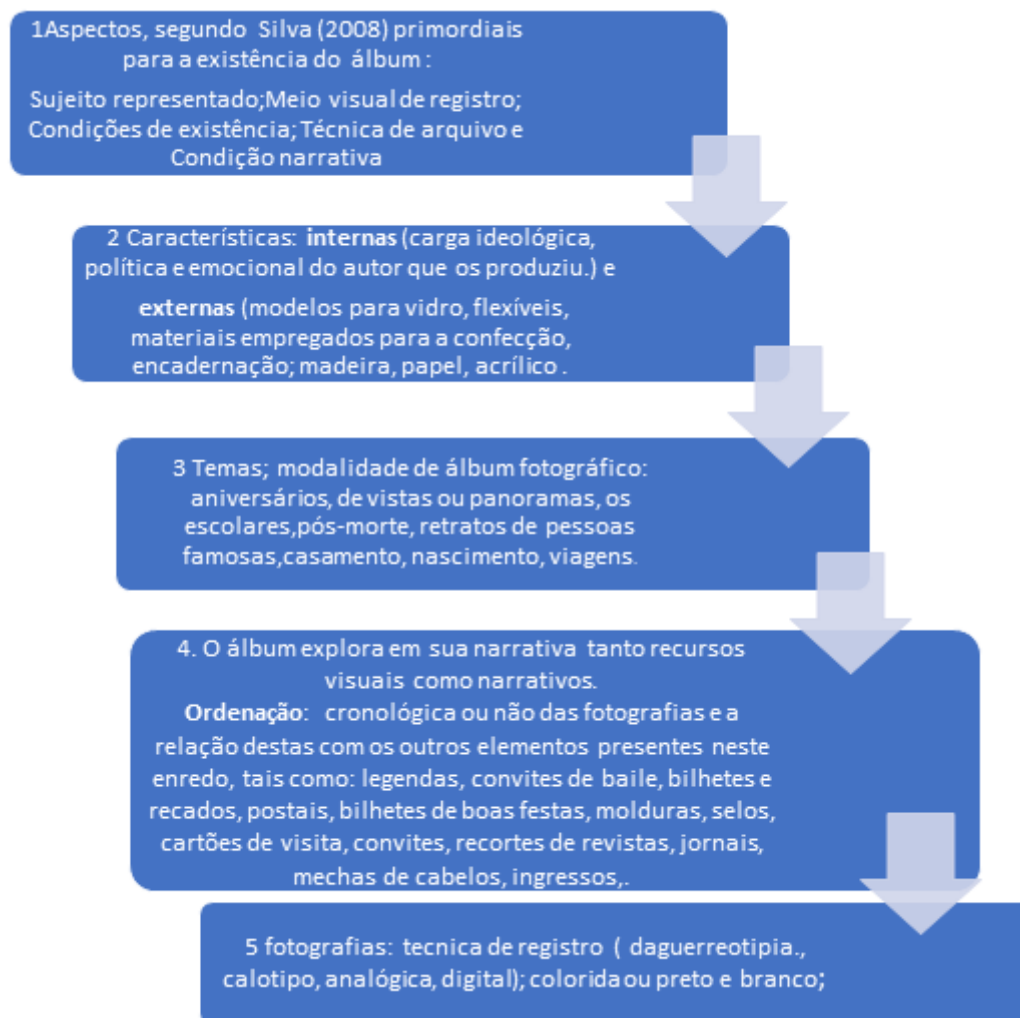 1Aspectos, segundo Silva (2008) primordiais
para a existência do álbum :
Sujeito representado;Meio visual de registro;
Condições de existência; Técnica de arquivo e
Condição narrativa
2 Características: internas (carga ideológica,
política e emocional do autor que os produziu.) e
externas (modelos para vidro, flexíveis,
materiais empregados para a confecção,
encadernação; madeira, papel, acrílico .
3 Temas; modalidade de álbum fotográfico:
aniversários, de vistas ou panoramas, os
escolares,pós-morte, retratos de pessoas
famosas,casamento, nascimento, viagens.
4. O álbum explora em sua narrativa tanto recursos
visuais como narrativos.
Ordenação: cronológica ou não das fotografias e a
relação destas com os outros elementos presentes neste
enredo, tais como: legendas, convites de baile, bilhetes e
recados, postais, bilhetes de boas festas, molduras, selos,
cartões de visita, convites, recortes de revistas, jornais,
mechas de cabelos, ingressos,.
5 fotografias: tecnica de registro ( daguerreotipia.,
calotipo, analógica, digital); colorida ou preto e branco;